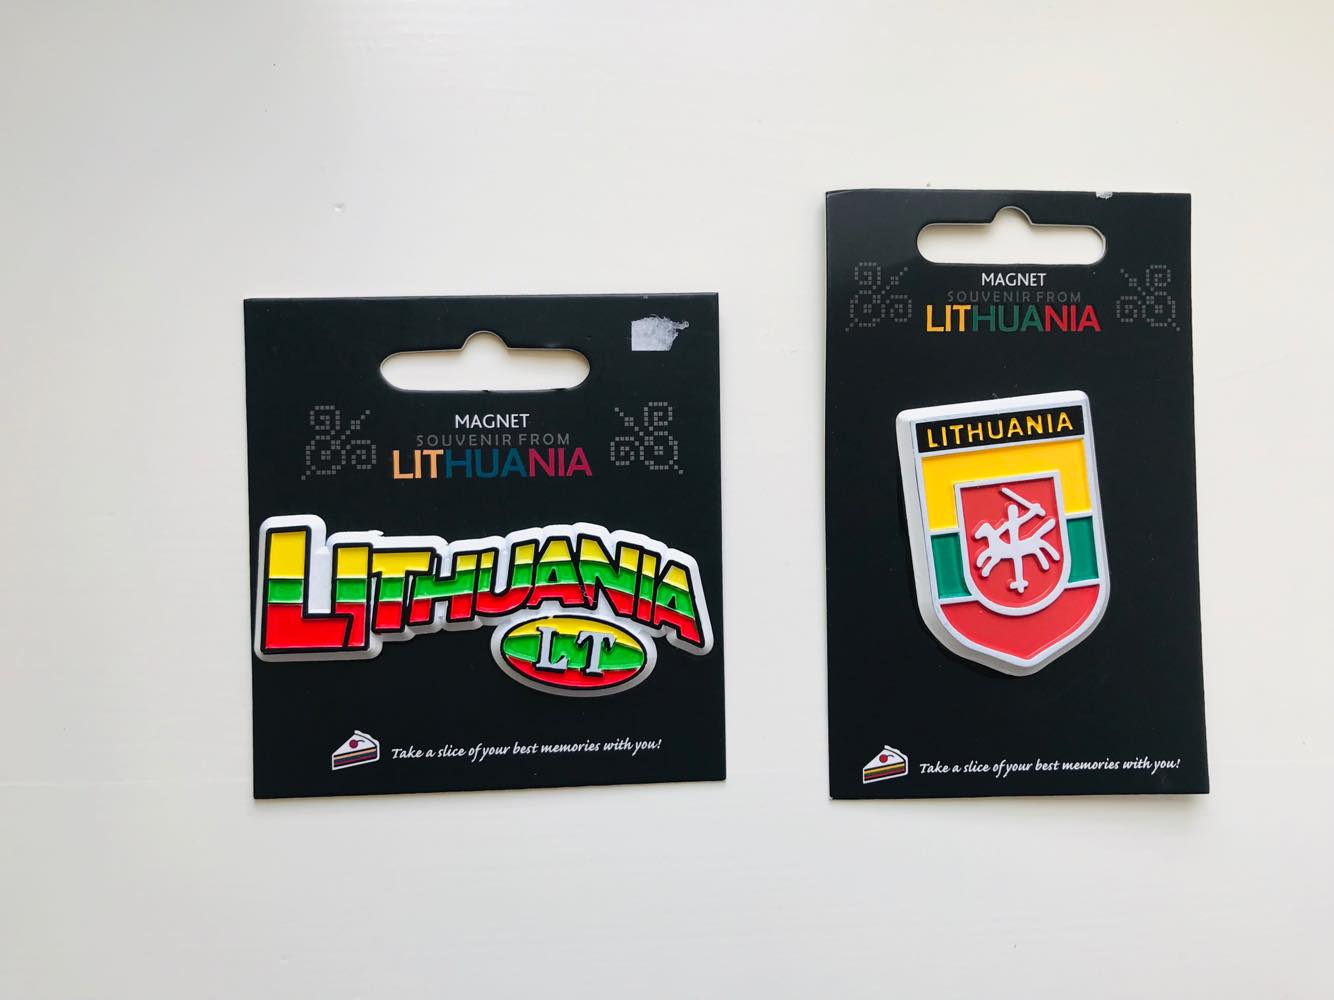 MAGNET
SOUVENIR FROM
LITHUANIA
LITHUANIA
LT
Take a slice of your best memories with you!
MAGNET
SOUVENIR FROM
LITHUANIA
LITHUANIA
Take a slice of your best memories with you!